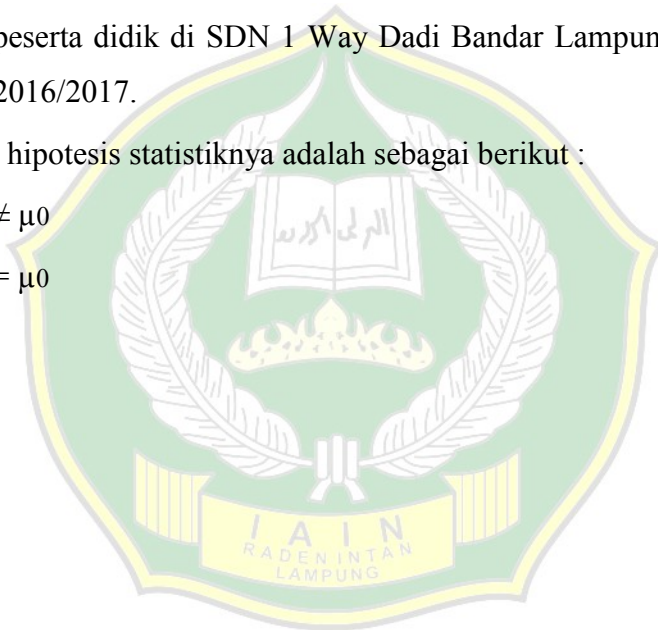 peserta didik di SDN 1 Way Dadi Bandar Lampun
2016/2017.
hipotesis statistiknya adalah sebagai berikut :
≠ µ0
= µ0
IAIN
RADEN INTAN
LAMPUNG